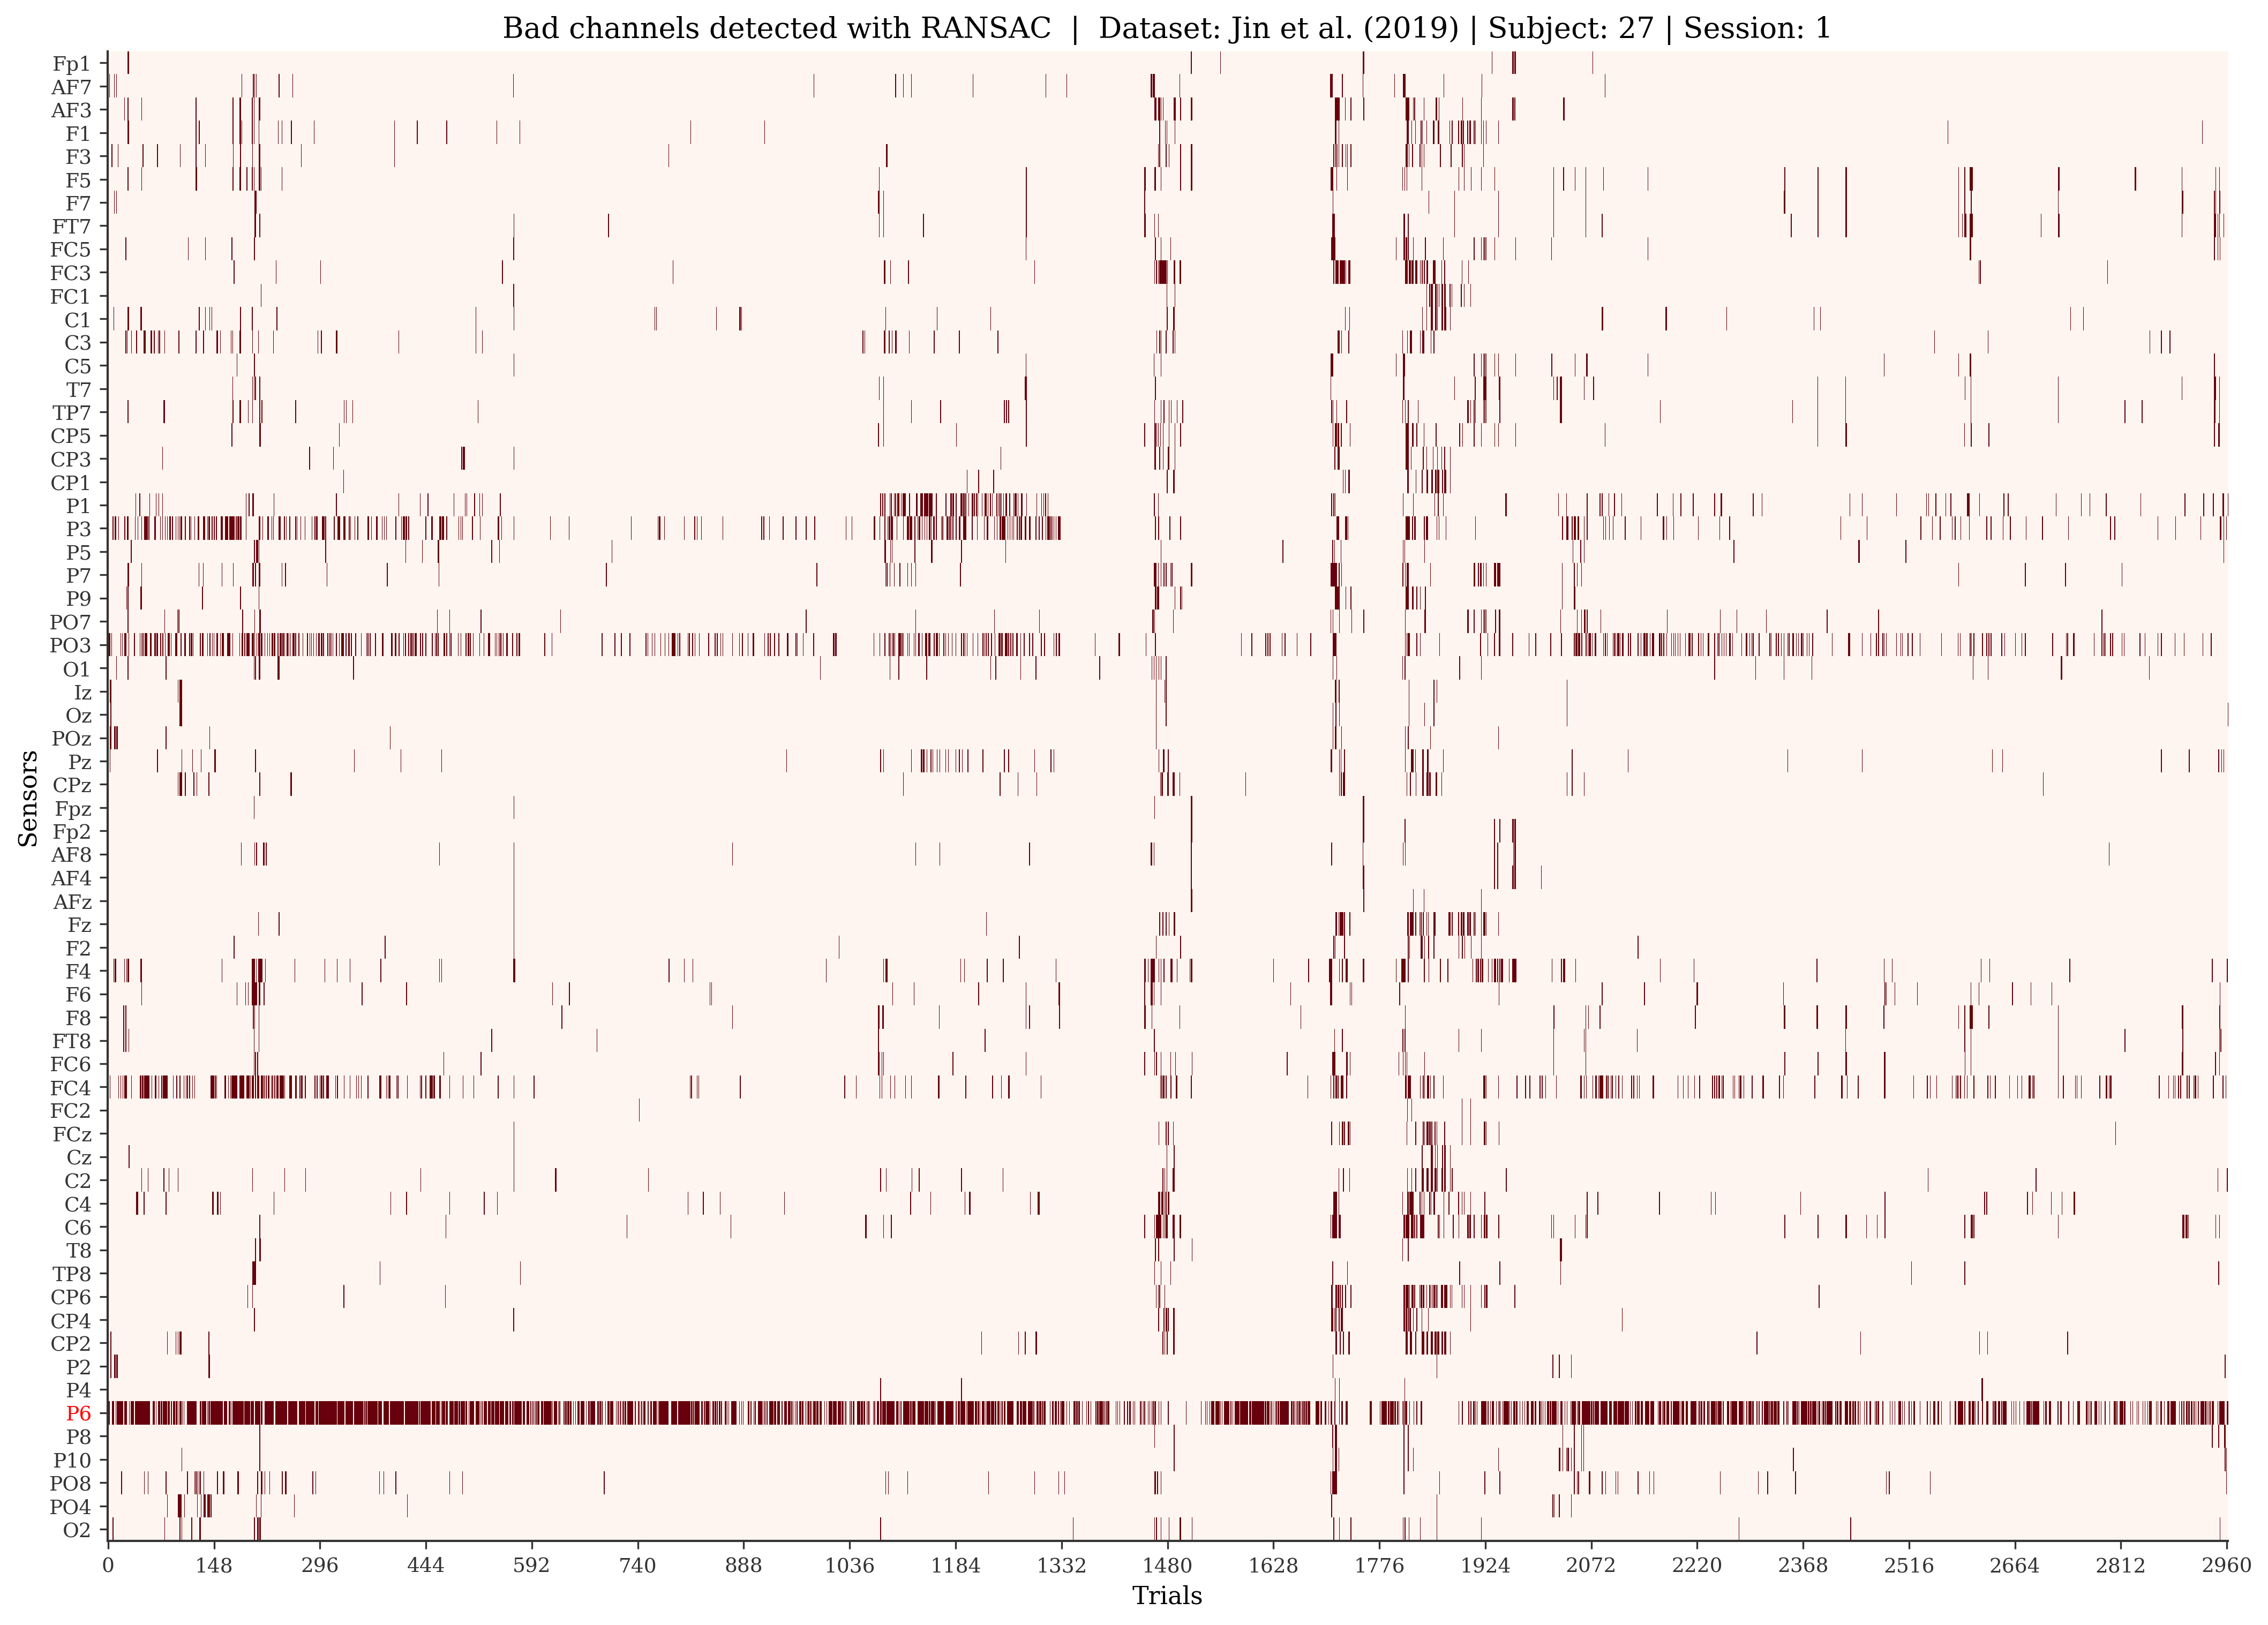 Bad channels detected with RANSAC | Dataset: Jin et al. (2019) | Subject: 27 | Session: 1
Sensors
Fp1
AF7
AF3
F1
F3
F5
F7
FT7
FC5
FC3
FC1
C1
C3
C5
T7
TP7
CP5
CP3
CP1
P1
P3
P5
P7
P9
PO7
PO3
O1
Iz
Oz
POz
Pz
CPz
Fpz
Fp2
AF8
AF4
AFz
Fz
F2
F4
F6
F8
FT8
FC6
FC4
FC2
FCz
Cz
C2
C4
C6
T8
TP8
CP6
CP4
CP2
P2
P4
P6
P8
P10
PO8
PO4
O2
0 148 296 444 592 740 888 1036 1184 1332 1480 1628 1776 1924 2072 2220 2368 2516 2664 2812 2960
Trials